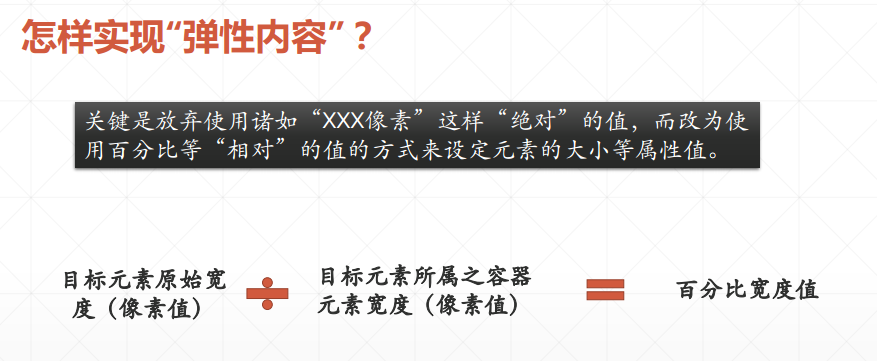 怎样实现“弹性内容”？
关键是放弃使用诸如“XXX像素”这样“绝对”的值，而改为使
用百分比等“相对”的值的方式来设定元素的大小等属性值。
目标元素原始宽
度（像素值）
÷
目标元素所属之容器
元素宽度（像素值）
=
百分比宽度值